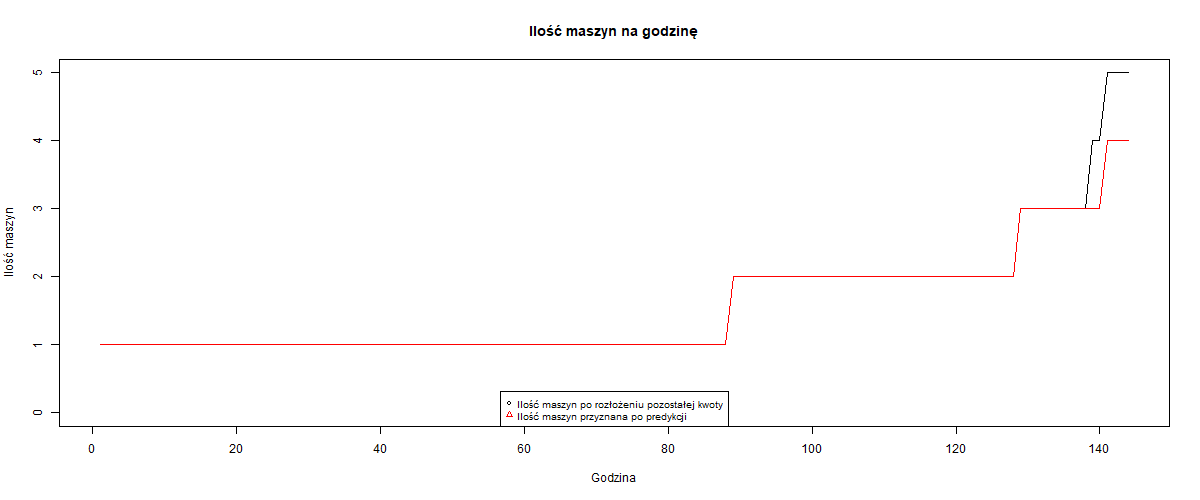 Ilość maszyn na godzinę
Ilość maszyn
5
4
3
2
1
0
Ilość maszyn po rozłożeniu pozostałej kwoty
Ilość maszyn przyznana po predykcji
0 20 40 60 80 100 120 140
Godzina